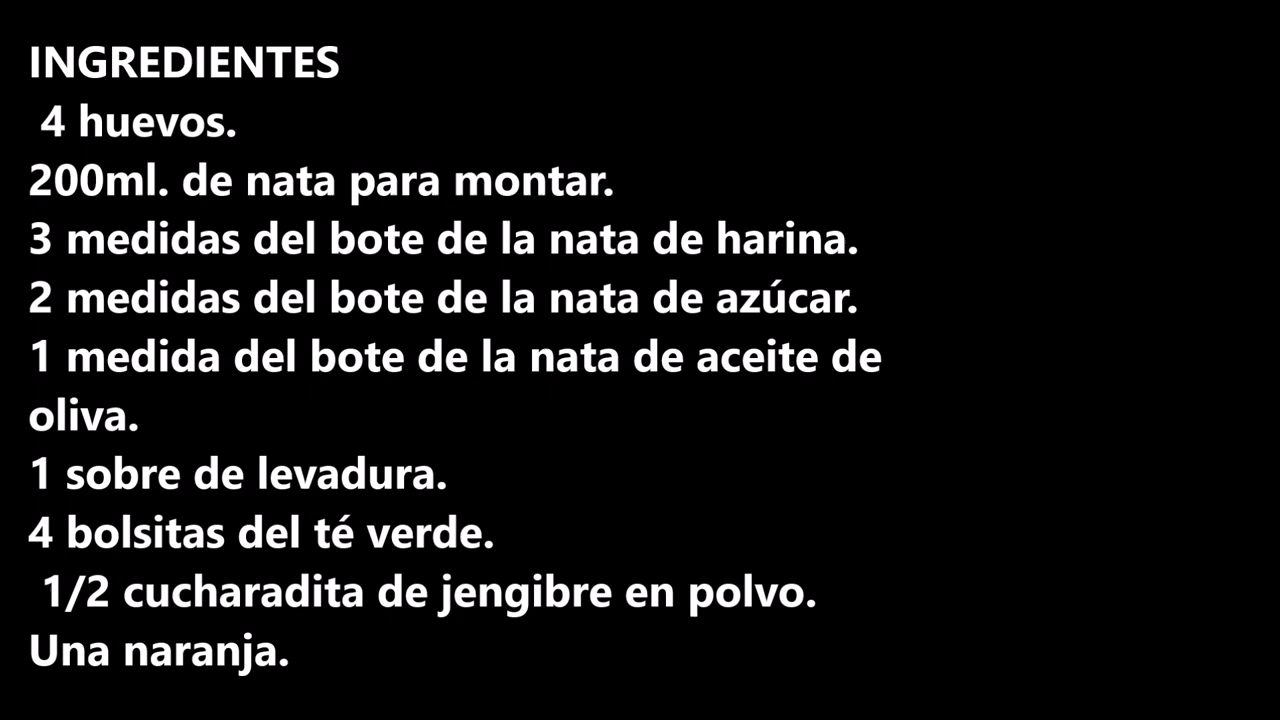 INGREDIENTES
4 huevos.
200ml. de nata para montar.
3 medidas del bote de la nata de harina.
2 medidas del bote de la nata de azúcar.
1 medida del bote de la nata de aceite de
oliva.
1 sobre de levadura.
4 bolsitas del té verde.
1/2 cucharadita de jengibre en polvo.
Una naranja.